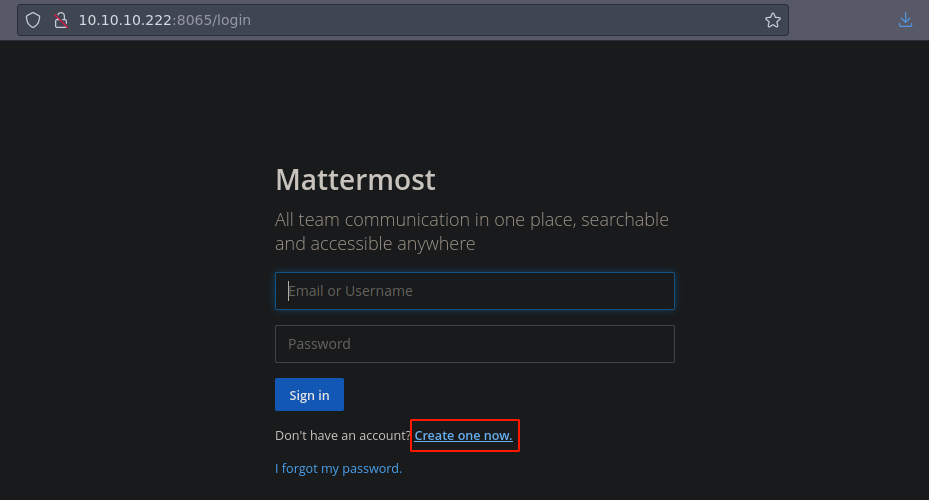 10.10.10.222:8065/login
Mattermost
All team communication in one place, searchable
and accessible anywhere
Email or Username
Password
Sign in
Don't have an account? Create one now.
I forgot my password.